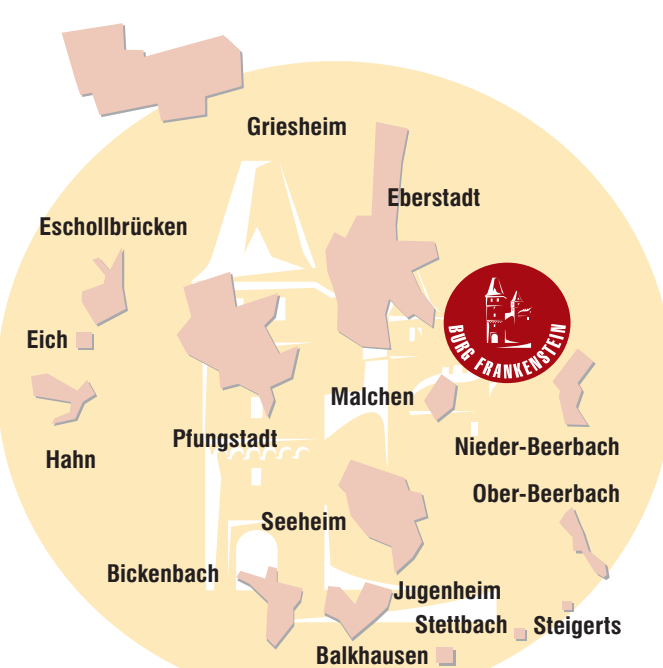 Griesheim
Eberstadt
Eschollbrücken
BURG FRANKENSTEIN
Eich
Malchen
Pfungstadt
Nieder-Beerbach
Hahn
Ober-Beerbach
Seeheim
Bickenbach
Jugenheim
Stettbach
Steigerts
Balkhausen